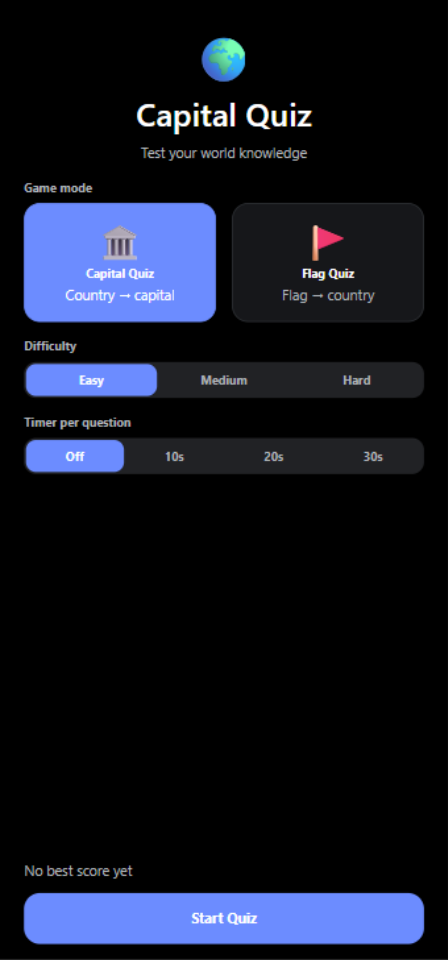 Capital Quiz
Test your world knowledge
Game mode
Capital Quiz
Country → capital
Flag Quiz
Flag → country
Difficulty
Easy Medium Hard
Timer per question
Off 10s 20s 30s
No best score yet
Start Quiz